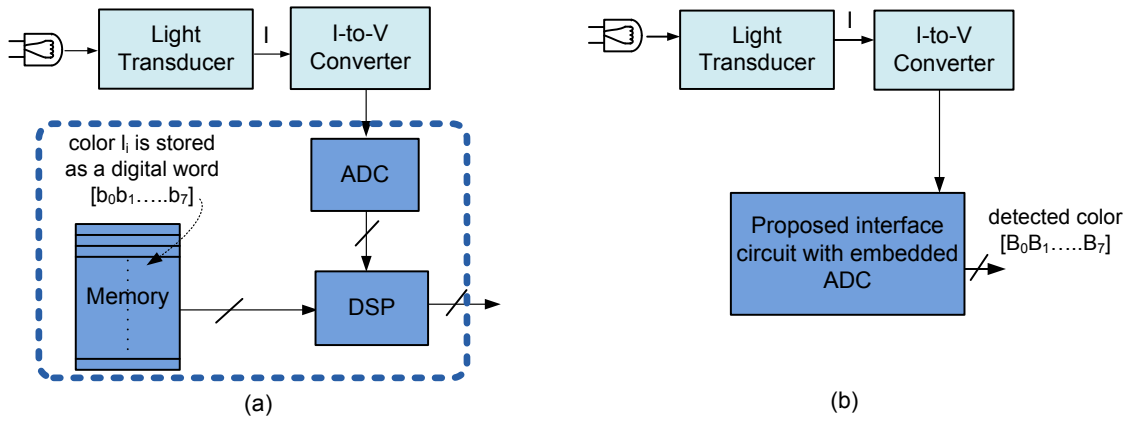 Light
Transducer
I
I-to-V
Converter
color Iᵢ is stored
as a digital word
[b₀b₁…..b₇]
ADC
Memory
DSP
(a)
Light
Transducer
I
I-to-V
Converter
Proposed interface
circuit with embedded
ADC
detected color
[B₀B₁…..B₇]
(b)